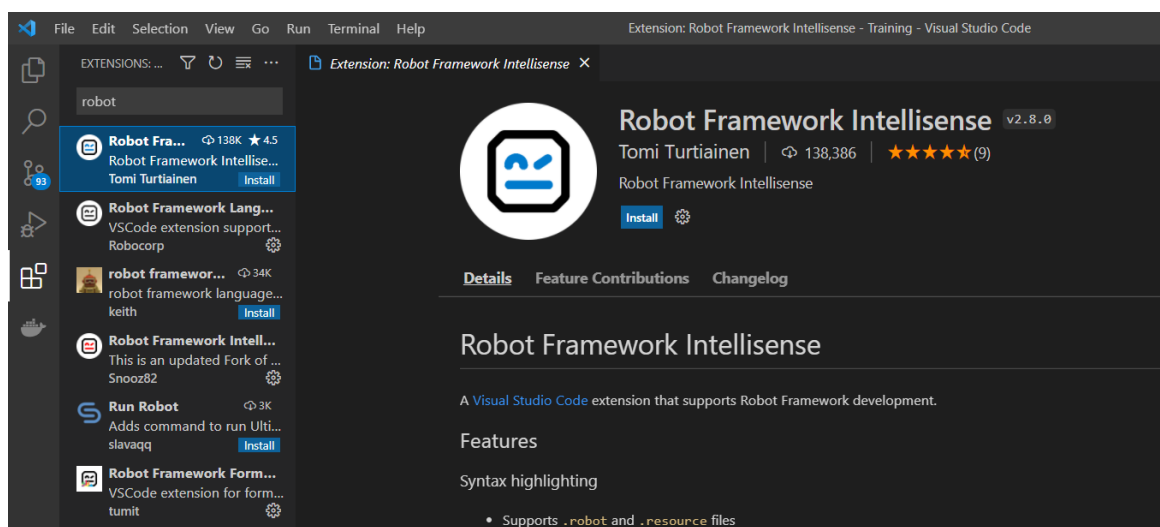 File Edit Selection View Go Run Terminal Help
Extension: Robot Framework Intellisense - Training - Visual Studio Code
EXTENSIONS: ...
Extension: Robot Framework Intellisense
robot
Robot Fra... 138K ★ 4.5
Robot Framework Intellise...
Tomi Turtiainen Install
Robot Framework Lang...
VSCode extension support...
Robocorp
robot framewor... 34K
robot framework language...
keith Install
Robot Framework Intell...
This is an updated Fork of ...
Snooz82
Run Robot 3K
Adds command to run Ulti...
slavaqq Install
Robot Framework Form...
VSCode extension for form...
tumit
93
Robot Framework Intellisense v2.8.0
Tomi Turtiainen | 138,386 | ★★★★★(9)
Robot Framework Intellisense
Install
Details Feature Contributions Changelog
Robot Framework Intellisense
A Visual Studio Code extension that supports Robot Framework development.
Features
Syntax highlighting
• Supports .robot and .resource files